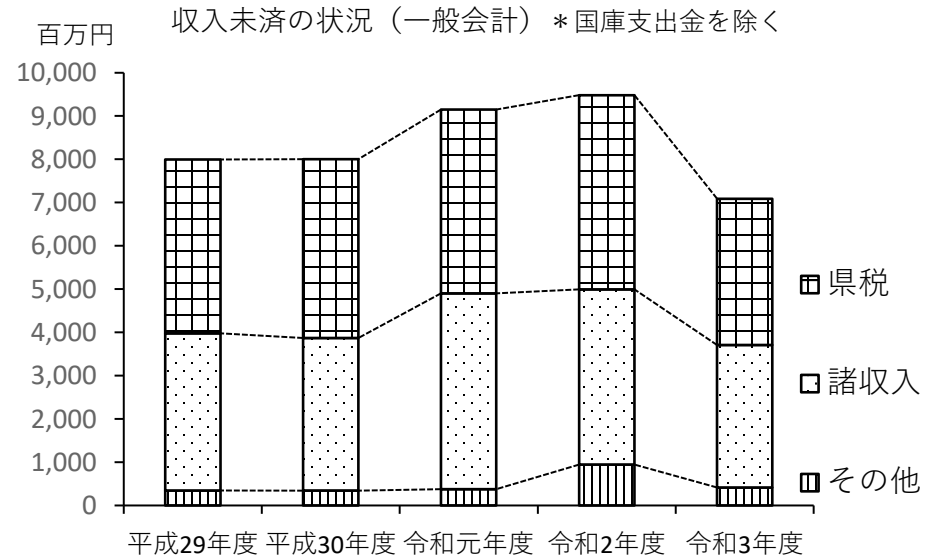 収入未済の状況（一般会計）＊国庫支出金を除く
百万円
10,000
9,000
8,000
7,000
6,000
5,000
4,000
3,000
2,000
1,000
0
平成29年度 平成30年度 令和元年度 令和2年度 令和3年度
県税
諸収入
その他